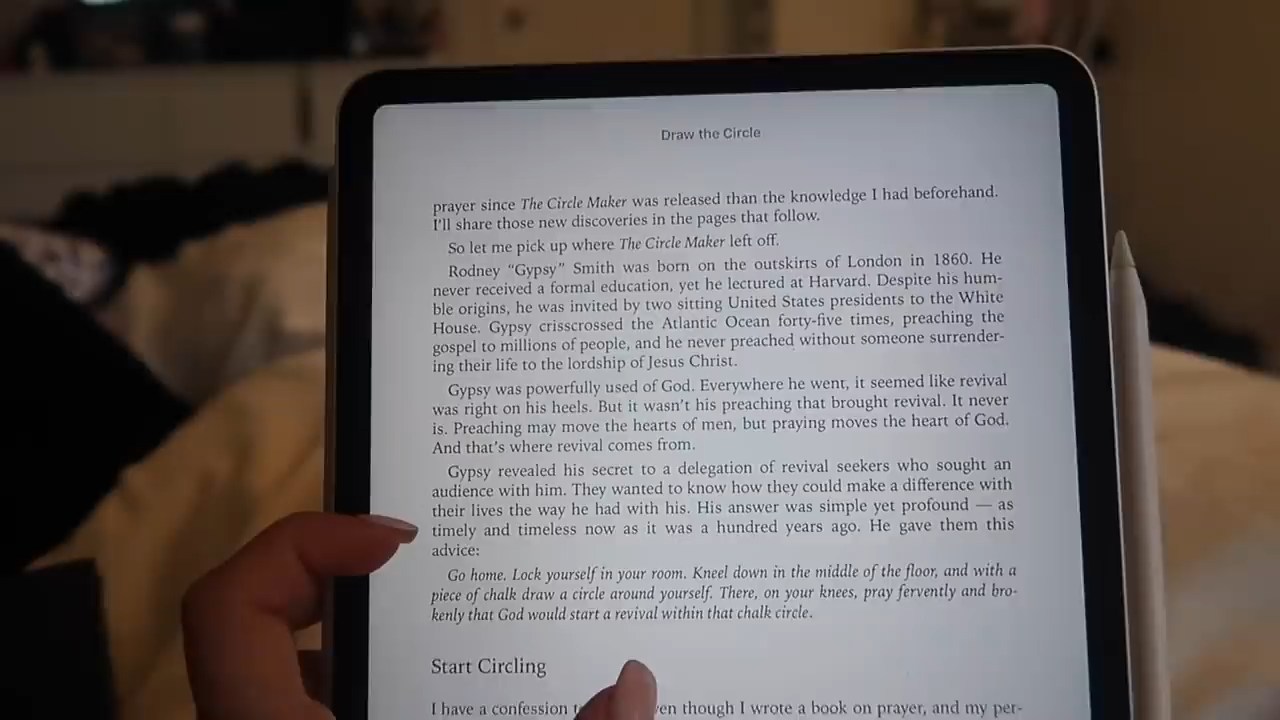 Draw the Circle
prayer since The Circle Maker was released than the knowledge I had beforehand.
I'll share those new discoveries in the pages that follow.
So let me pick up where The Circle Maker left off.
Rodney “Gypsy” Smith was born on the outskirts of London in 1860. He
never received a formal education, yet he lectured at Harvard. Despite his hum-
ble origins, he was invited by two sitting United States presidents to the White
House. Gypsy crisscrossed the Atlantic Ocean forty-five times, preaching the
gospel to millions of people, and he never preached without someone surrender-
ing their life to the lordship of Jesus Christ.
Gypsy was powerfully used of God. Everywhere he went, it seemed like revival
was right on his heels. But it wasn't his preaching that brought revival. It never
is. Preaching may move the hearts of men, but praying moves the heart of God.
And that's where revival comes from.
Gypsy revealed his secret to a delegation of revival seekers who sought an
audience with him. They wanted to know how they could make a difference with
their lives the way he had with his. His answer was simple yet profound — as
timely and timeless now as it was a hundred years ago. He gave them this
advice:
Go home. Lock yourself in your room. Kneel down in the middle of the floor, and with a
piece of chalk draw a circle around yourself. There, on your knees, pray fervently and bro-
kenly that God would start a revival within that chalk circle.
Start Circling
I have a confession though I wrote a book on prayer, and my per-